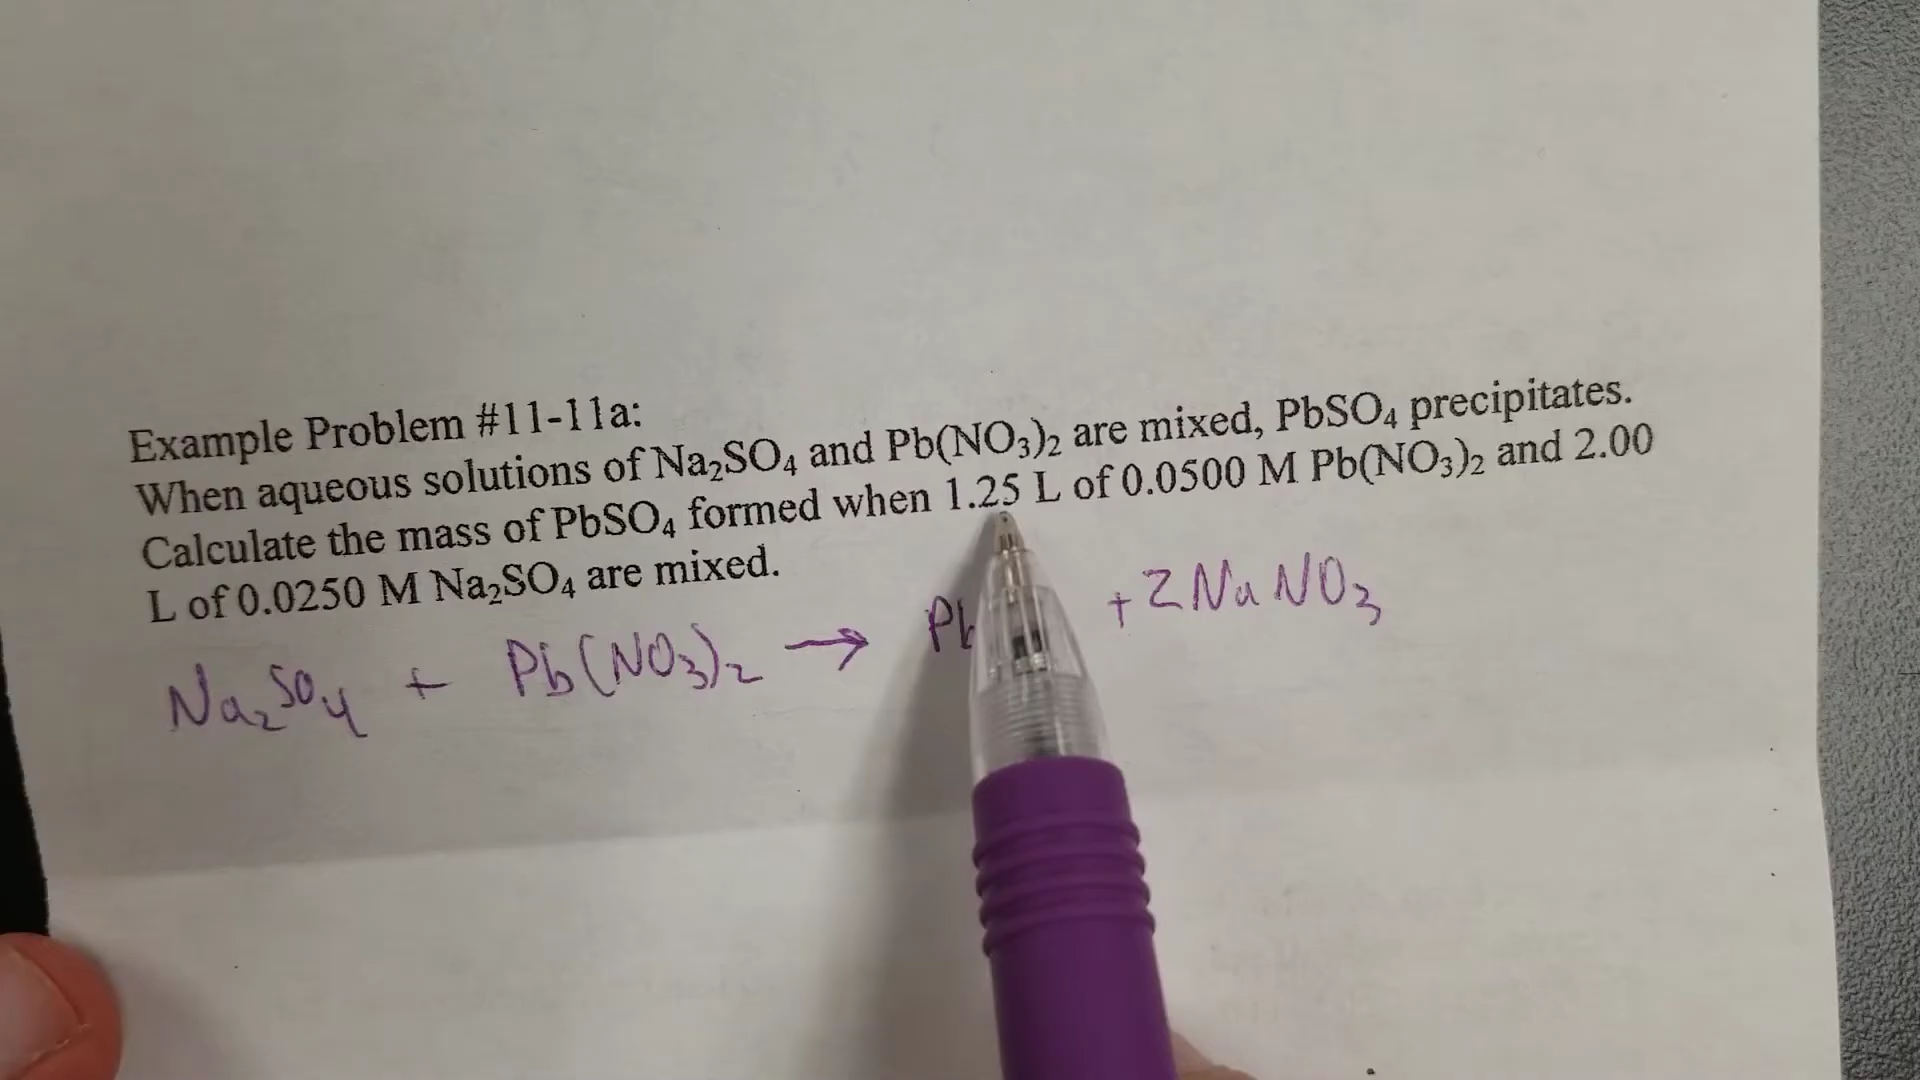 Example Problem #11-11a:
When aqueous solutions of Na₂SO₄ and Pb(NO₃)₂ are mixed, PbSO₄ precipitates.
Calculate the mass of PbSO₄ formed when 1.25 L of 0.0500 M Pb(NO₃)₂ and 2.00
L of 0.0250 M Na₂SO₄ are mixed.
Na₂SO₄ + Pb(NO₃)₂ → Pb + 2NaNO₃